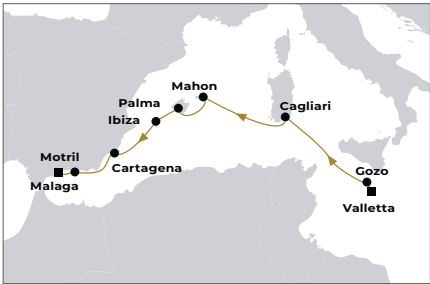 Mahon
Palma
Cagliari
Ibiza
Motril
Cartagena
Gozo
Malaga
Valletta